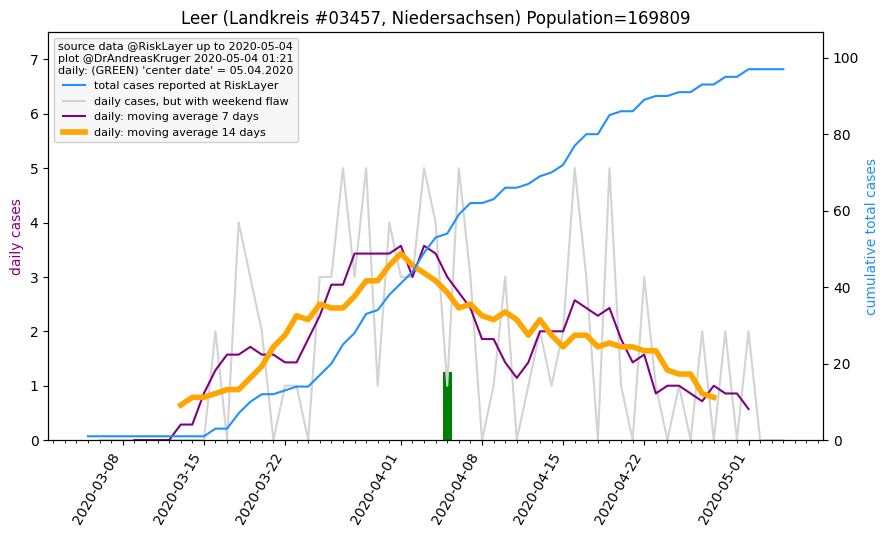 Leer (Landkreis #03457, Niedersachsen) Population=169809
source data @RiskLayer up to 2020-05-04
plot @DrAndreasKruger 2020-05-04 01:21
daily: (GREEN) 'center date' = 05.04.2020
total cases reported at RiskLayer
daily cases, but with weekend flaw
daily: moving average 7 days
daily: moving average 14 days
daily cases
7
6
5
4
3
2
1
0
cumulative total cases
100
80
60
40
20
0
2020-03-08
2020-03-15
2020-03-22
2020-04-01
2020-04-08
2020-04-15
2020-04-22
2020-05-01